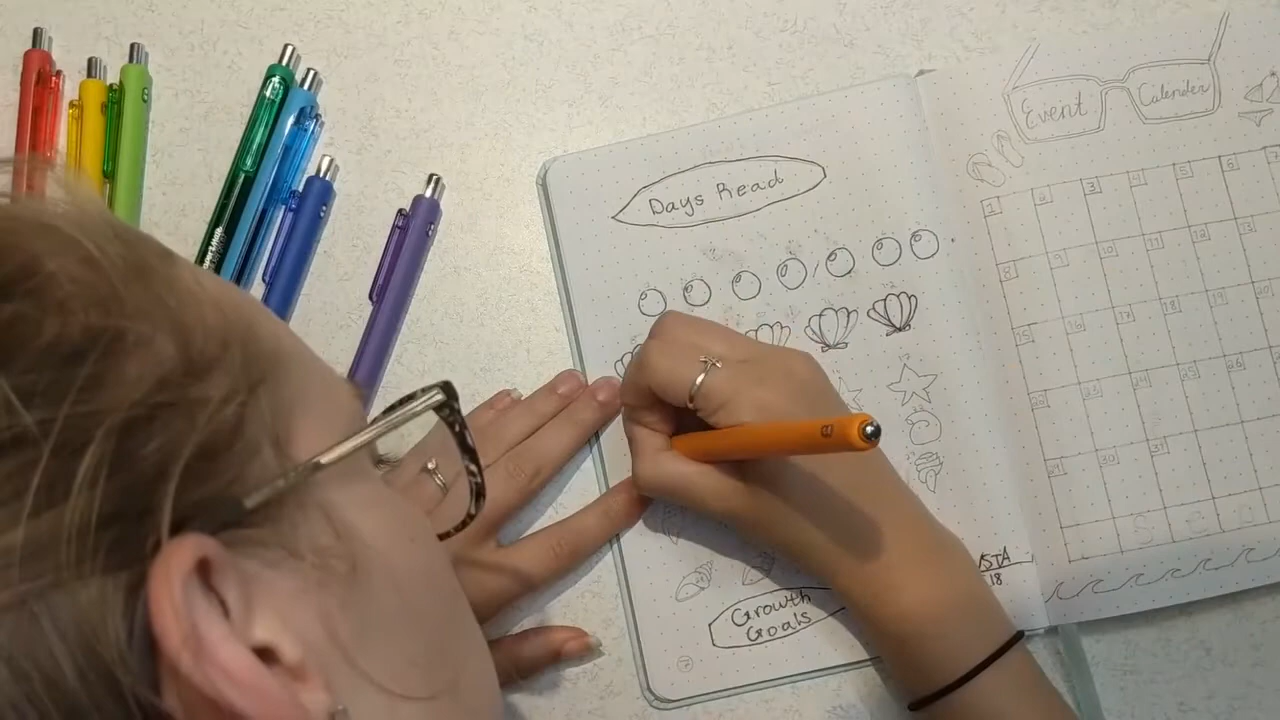 Days Read
Growth
Goals
Event Calender
1 2 3 4 5 6 7
8 9 10 11 12 13
15 16 17 18 19 20
22 23 24 25 26
29 30 31